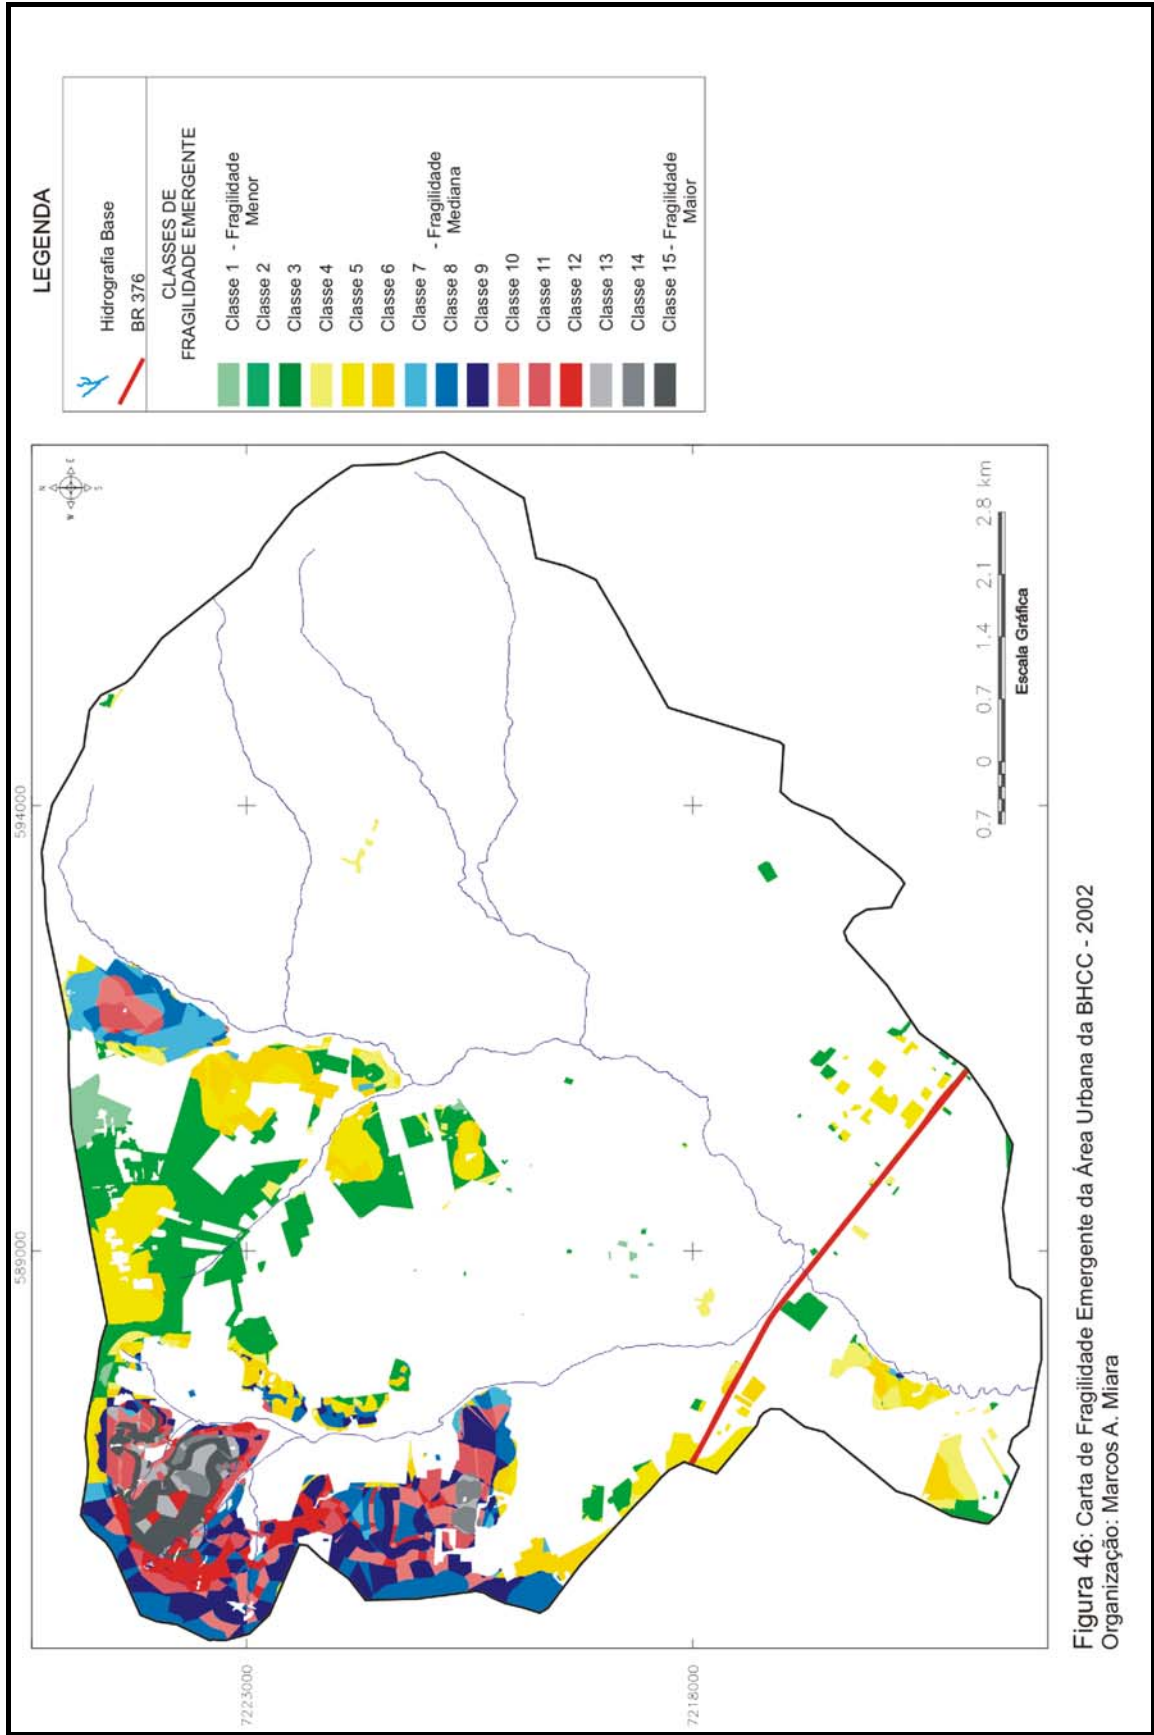 LEGENDA
Hidrografia Base
BR 376
CLASSES DE
FRAGILIDADE EMERGENTE
Classe 1 - Fragilidade
Menor
Classe 2
Classe 3
Classe 4
Classe 5
Classe 6
Classe 7 - Fragilidade
Mediana
Classe 8
Classe 9
Classe 10
Classe 11
Classe 12
Classe 13
Classe 14
Classe 15 - Fragilidade
Maior
N
W E
S
589000 594000
7223000
7218000
0.7 0 0.7 1.4 2.1 2.8 km
Escala Gráfica
Figura 46: Carta de Fragilidade Emergente da Área Urbana da BHCC - 2002
Organização: Marcos A. Miara